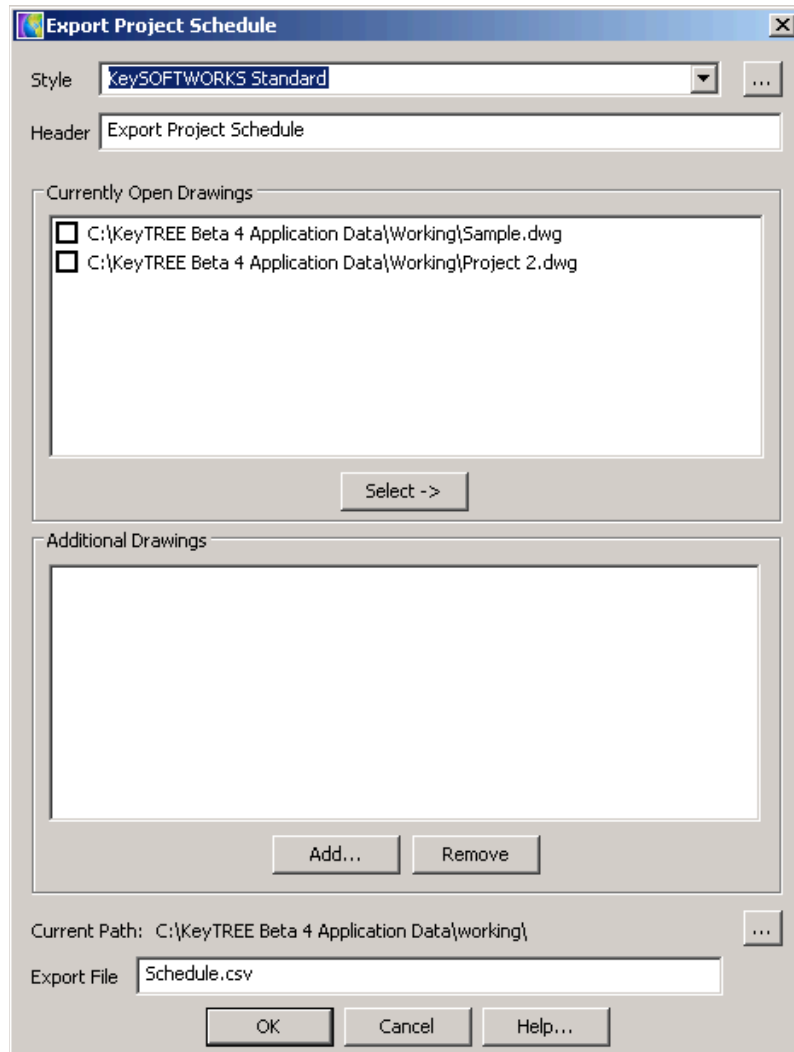 Export Project Schedule
Style KeySOFTWORKS Standard ...
Header Export Project Schedule
Currently Open Drawings
C:\KeyTREE Beta 4 Application Data\Working\Sample.dwg
C:\KeyTREE Beta 4 Application Data\Working\Project 2.dwg
Select ->
Additional Drawings
Add... Remove
Current Path: C:\KeyTREE Beta 4 Application Data\working\ ...
Export File Schedule.csv
OK Cancel Help...